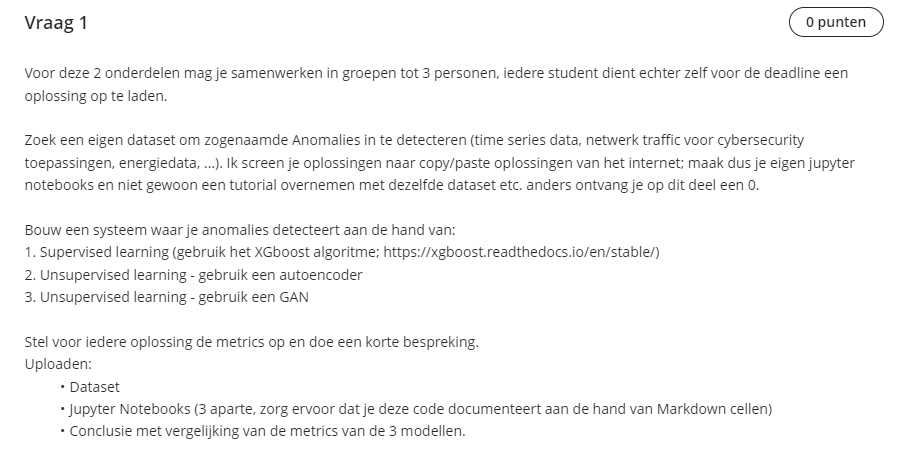 Vraag 1
0 punten
Voor deze 2 onderdelen mag je samenwerken in groepen tot 3 personen, iedere student dient echter zelf voor de deadline een
oplossing op te laden.
Zoek een eigen dataset om zogenaamde Anomalies in te detecteren (time series data, netwerk traffic voor cybersecurity
toepassingen, energiedata, ...). Ik screen je oplossingen naar copy/paste oplossingen van het internet; maak dus je eigen jupyter
notebooks en niet gewoon een tutorial overnemen met dezelfde dataset etc. anders ontvang je op dit deel een 0.
Bouw een systeem waar je anomalies detecteert aan de hand van:
1. Supervised learning (gebruik het XGboost algoritme; https://xgboost.readthedocs.io/en/stable/)
2. Unsupervised learning - gebruik een autoencoder
3. Unsupervised learning - gebruik een GAN
Stel voor iedere oplossing de metrics op en doe een korte bespreking.
Uploaden:
• Dataset
• Jupyter Notebooks (3 aparte, zorg ervoor dat je deze code documenteert aan de hand van Markdown cellen)
• Conclusie met vergelijking van de metrics van de 3 modellen.